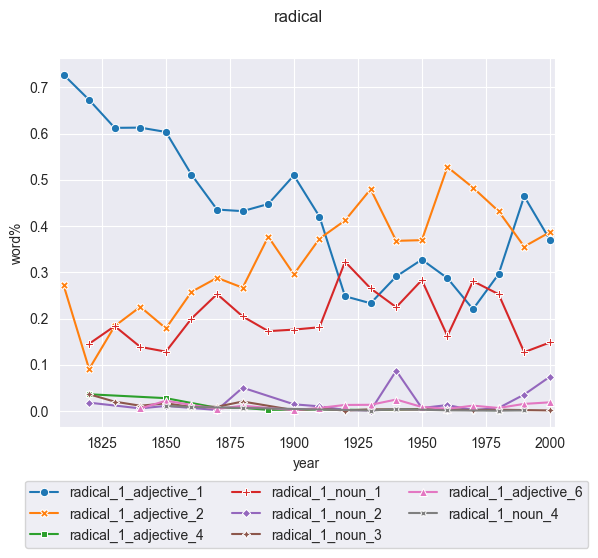 radical
0.7
0.6
0.5
0.4
0.3
0.2
0.1
0.0
word%
1825 1850 1875 1900 1925 1950 1975 2000
year
radical_1_adjective_1 radical_1_noun_1 radical_1_adjective_6
radical_1_adjective_2 radical_1_noun_2 radical_1_noun_4
radical_1_adjective_4 radical_1_noun_3